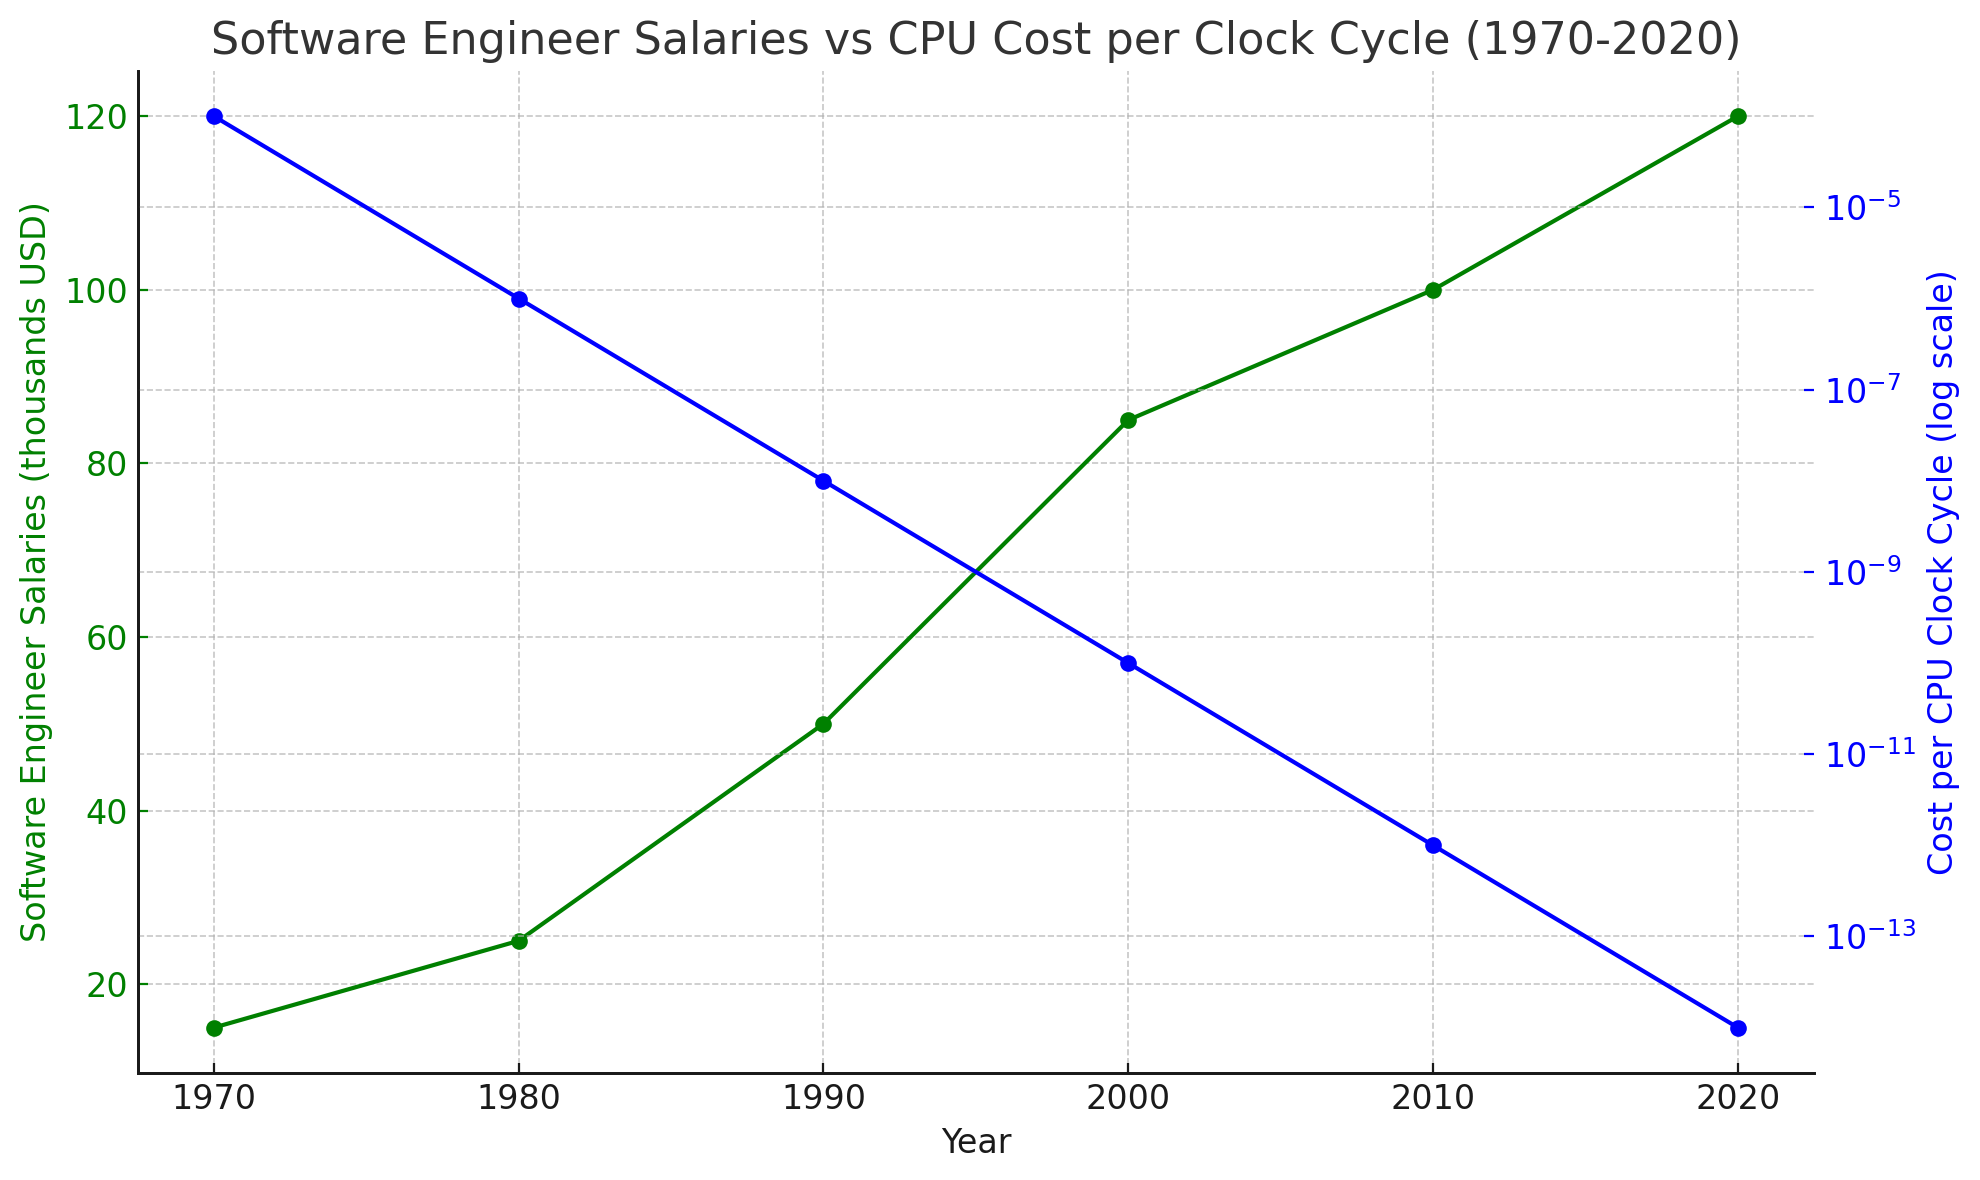 Software Engineer Salaries vs CPU Cost per Clock Cycle (1970-2020)
Software Engineer Salaries (thousands USD)
120
100
80
60
40
20
10⁻⁵
10⁻⁷
10⁻⁹
10⁻¹¹
10⁻¹³
Cost per CPU Clock Cycle (log scale)
1970 1980 1990 2000 2010 2020
Year